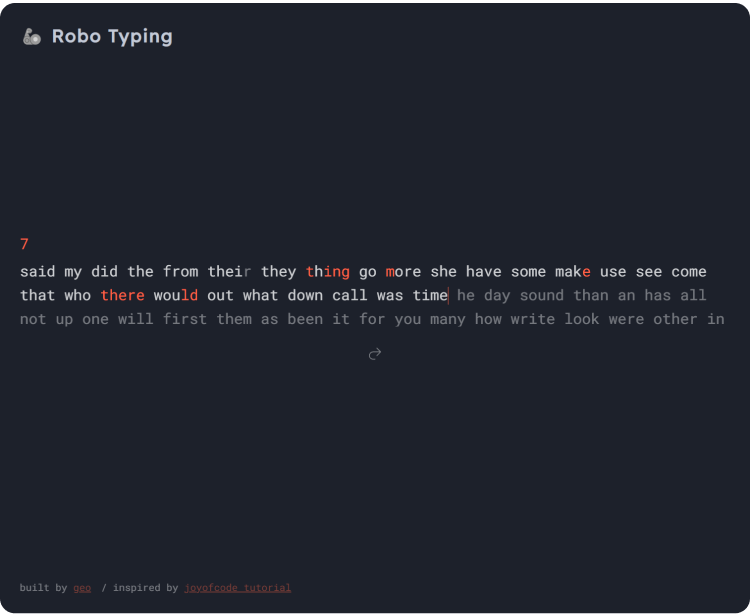 Robo Typing
7
said my did the from their they thing go more she have some make use see come
that who there would out what down call was time he day sound than an has all
not up one will first them as been it for you many how write look were other in
built by geo / inspired by joyofcode tutorial